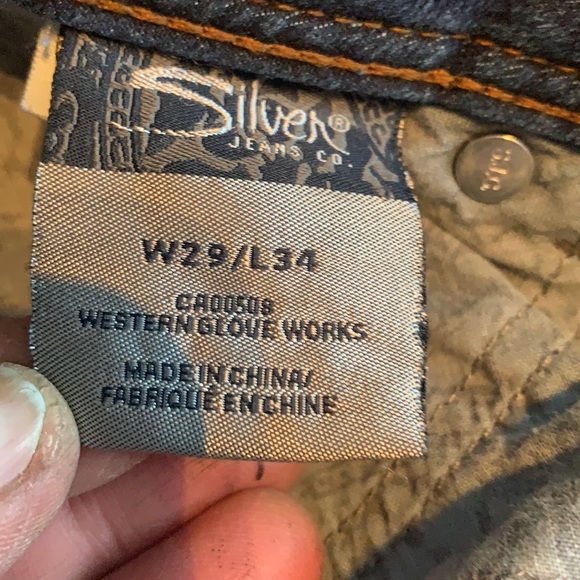 Silver®
JEANS CO.
W29/L34
CA00508
WESTERN GLOVE WORKS
MADE IN CHINA/
FABRIQUE EN CHINE